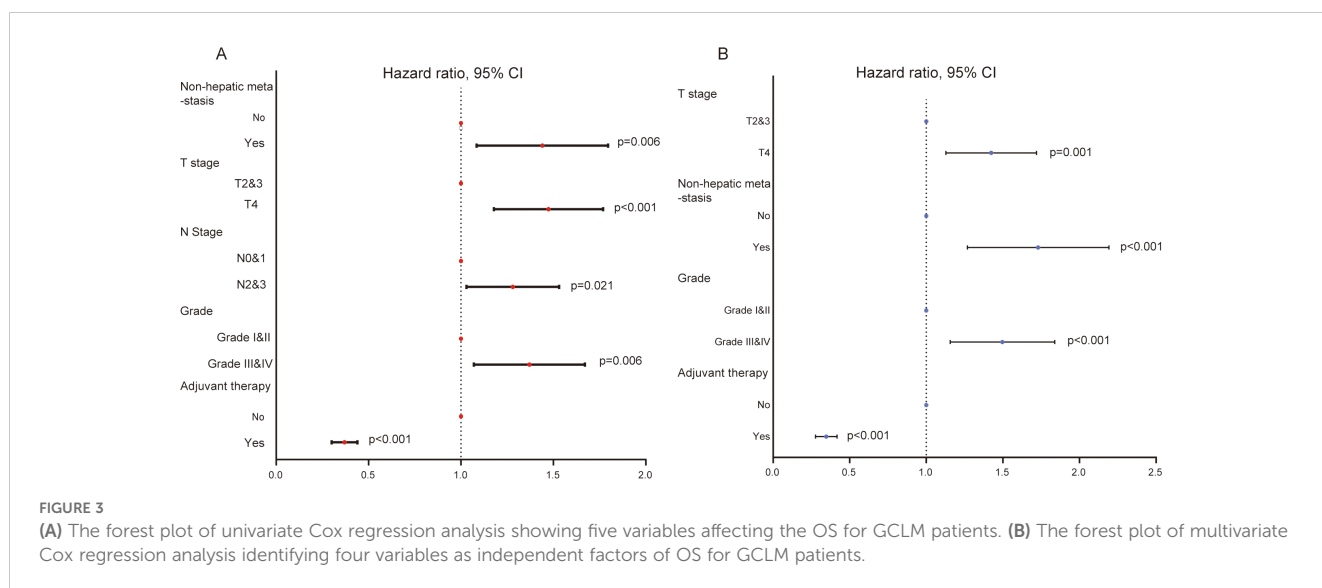 A
Hazard ratio, 95% CI
Non-hepatic meta
-stasis
No
Yes
p=0.006
T stage
T2&3
T4
p<0.001
N Stage
N0&1
N2&3
p=0.021
Grade
Grade I&II
Grade III&IV
p=0.006
Adjuvant therapy
No
Yes
p<0.001
0.0 0.5 1.0 1.5 2.0
B
Hazard ratio, 95% CI
T stage
T2&3
T4
p=0.001
Non-hepatic meta
-stasis
No
Yes
p<0.001
Grade
Grade I&II
Grade III&IV
p<0.001
Adjuvant therapy
No
Yes
p<0.001
0.0 0.5 1.0 1.5 2.0 2.5
FIGURE 3
(A) The forest plot of univariate Cox regression analysis showing five variables affecting the OS for GCLM patients. (B) The forest plot of multivariate
Cox regression analysis identifying four variables as independent factors of OS for GCLM patients.